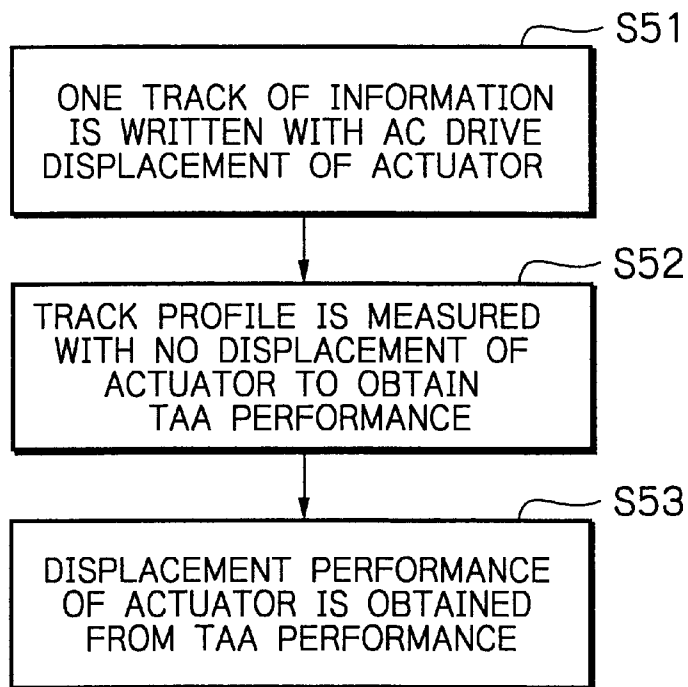 S51
ONE TRACK OF INFORMATION
IS WRITTEN WITH AC DRIVE
DISPLACEMENT OF ACTUATOR
S52
TRACK PROFILE IS MEASURED
WITH NO DISPLACEMENT OF
ACTUATOR TO OBTAIN
TAA PERFORMANCE
S53
DISPLACEMENT PERFORMANCE
OF ACTUATOR IS OBTAINED
FROM TAA PERFORMANCE